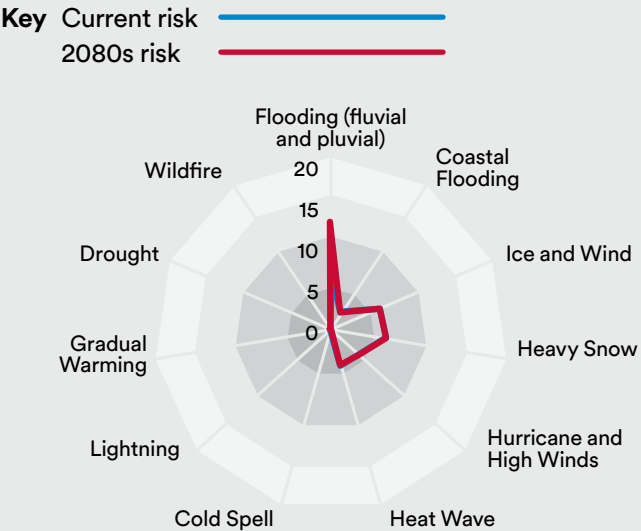 Key Current risk
2080s risk
Flooding (fluvial
and pluvial)
Coastal
Flooding
Ice and Wind
Heavy Snow
Hurricane and
High Winds
Heat Wave
Cold Spell
Lightning
Gradual
Warming
Drought
Wildfire
20
15
10
5
0